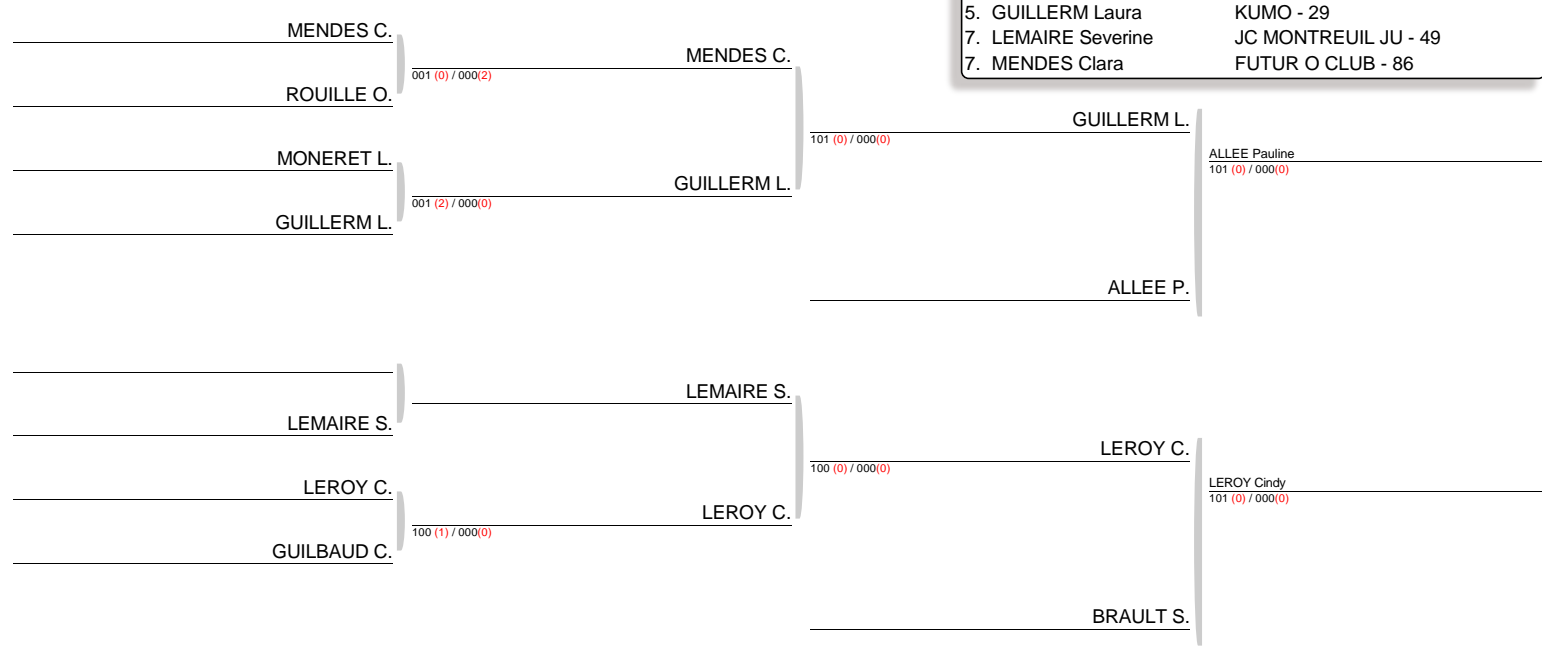 5. GUILLERM Laura KUMO - 29
7. LEMAIRE Severine JC MONTREUIL JU - 49
7. MENDES Clara FUTUR O CLUB - 86
MENDES C.
ROUILLE O.
MONERET L.
GUILLERM L.
LEMAIRE S.
LEROY C.
GUILBAUD C.
MENDES C.
001 (0) / 000(2)
GUILLERM L.
001 (2) / 000(0)
LEMAIRE S.
LEROY C.
100 (1) / 000(0)
GUILLERM L.
101 (0) / 000(0)
ALLEE P.
LEROY C.
100 (0) / 000(0)
BRAULT S.
ALLEE Pauline
101 (0) / 000(0)
LEROY Cindy
101 (0) / 000(0)